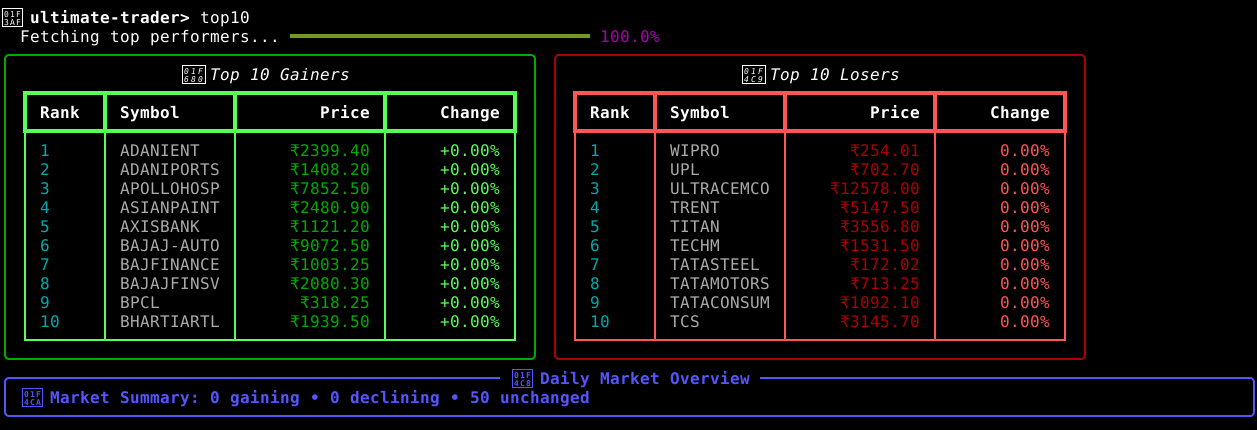 ultimate-trader> top10
Fetching top performers... 100.0%
Top 10 Gainers
Rank Symbol Price Change
1 ADANIENT ₹2399.40 +0.00%
2 ADANIPORTS ₹1408.20 +0.00%
3 APOLLOHOSP ₹7852.50 +0.00%
4 ASIANPAINT ₹2480.90 +0.00%
5 AXISBANK ₹1121.20 +0.00%
6 BAJAJ-AUTO ₹9072.50 +0.00%
7 BAJFINANCE ₹1003.25 +0.00%
8 BAJAJFINSV ₹2080.30 +0.00%
9 BPCL ₹318.25 +0.00%
10 BHARTIARTL ₹1939.50 +0.00%
Top 10 Losers
Rank Symbol Price Change
1 WIPRO ₹254.01 0.00%
2 UPL ₹702.70 0.00%
3 ULTRACEMCO ₹12578.00 0.00%
4 TRENT ₹5147.50 0.00%
5 TITAN ₹3556.80 0.00%
6 TECHM ₹1531.50 0.00%
7 TATASTEEL ₹172.02 0.00%
8 TATAMOTORS ₹713.25 0.00%
9 TATACONSUM ₹1092.10 0.00%
10 TCS ₹3145.70 0.00%
Daily Market Overview
Market Summary: 0 gaining • 0 declining • 50 unchanged